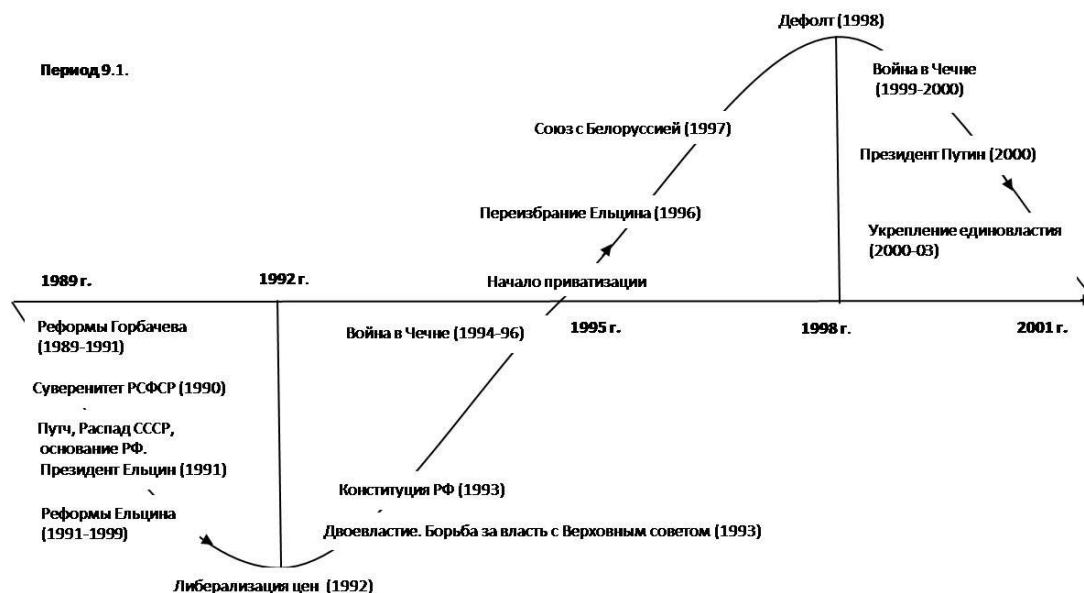 Дефолт (1998)
Период 9.1.
Война в Чечне
(1999-2000)
Союз с Белоруссией (1997)
Президент Путин (2000)
Переизбрание Ельцина (1996)
Укрепление единовластия
(2000-03)
1989 г.
1992 г.
Начало приватизации
Реформы Горбачева
(1989-1991)
Война в Чечне (1994-96)
1995 г.
1998 г.
2001 г.
Суверенитет РСФСР (1990)
Путч, Распад СССР,
основание РФ.
Президент Ельцин (1991)
Конституция РФ (1993)
Реформы Ельцина
(1991-1999)
Двоевластие. Борьба за власть с Верховным советом (1993)
Либерализация цен (1992)